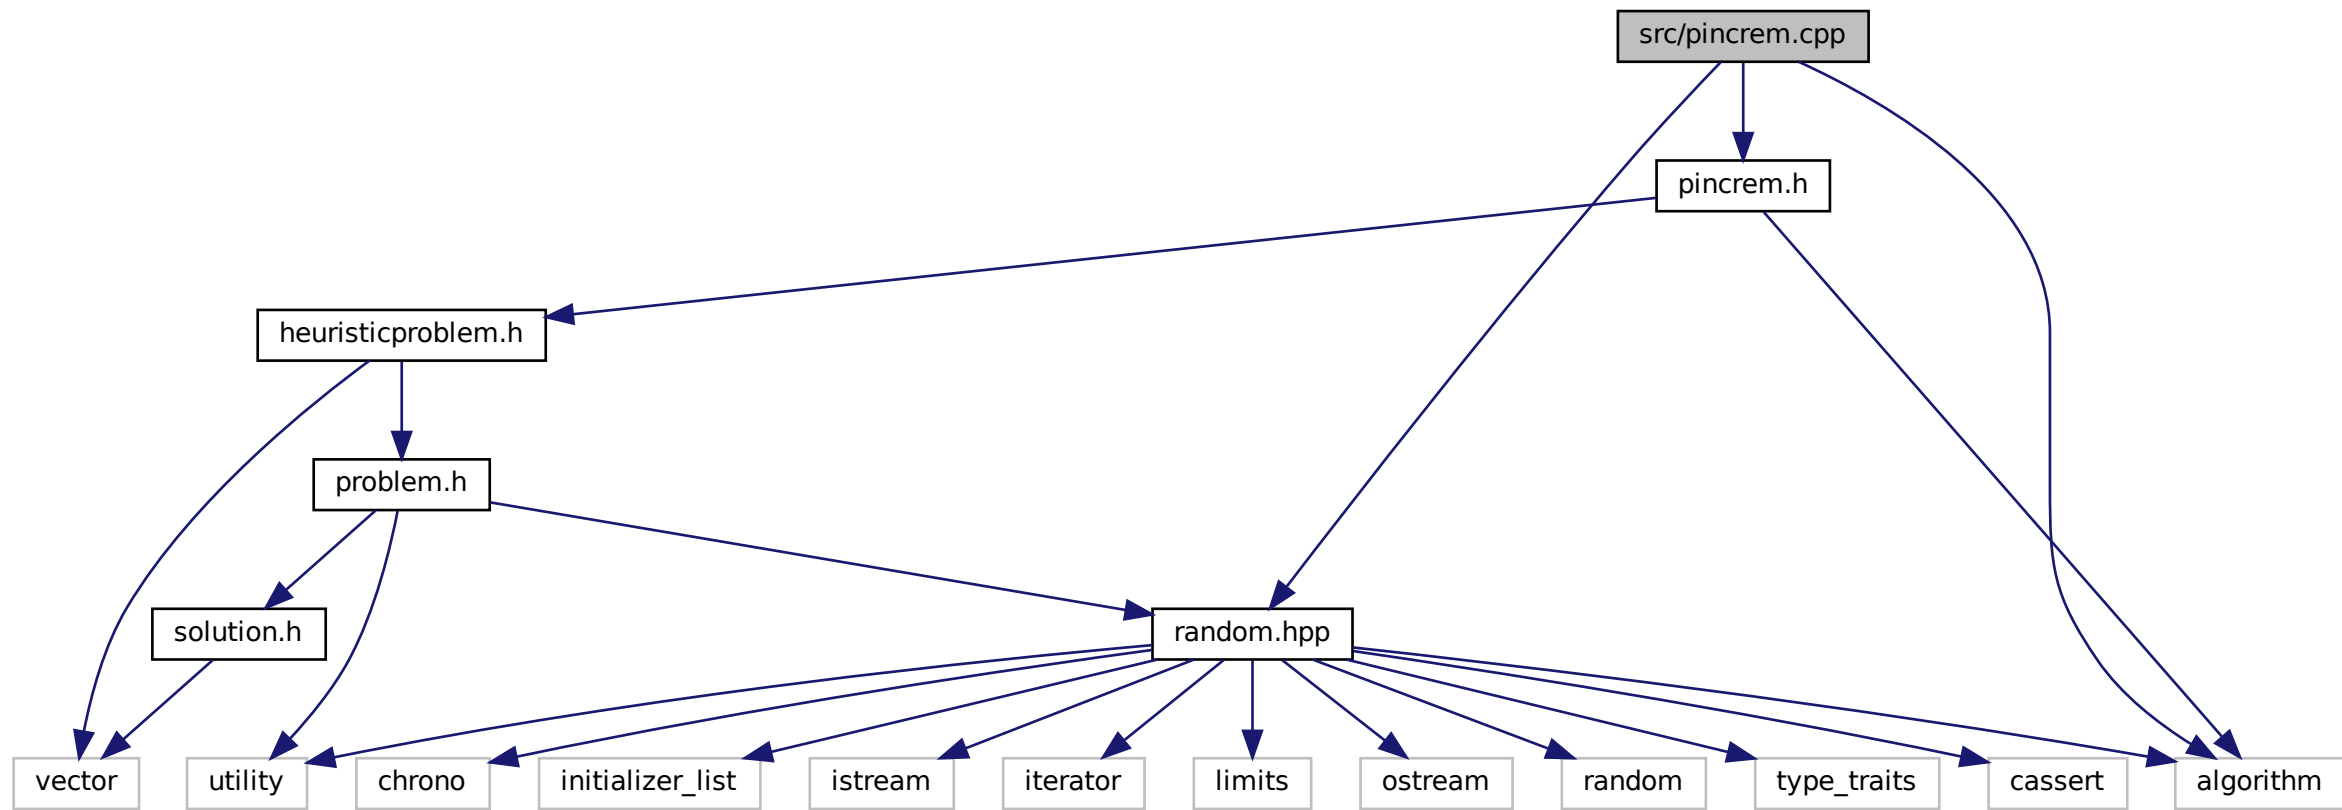 src/pincrem.cpp
pincrem.h
heuristicproblem.h
problem.h
solution.h
random.hpp
vector
utility
chrono
initializer_list
istream
iterator
limits
ostream
random
type_traits
cassert
algorithm